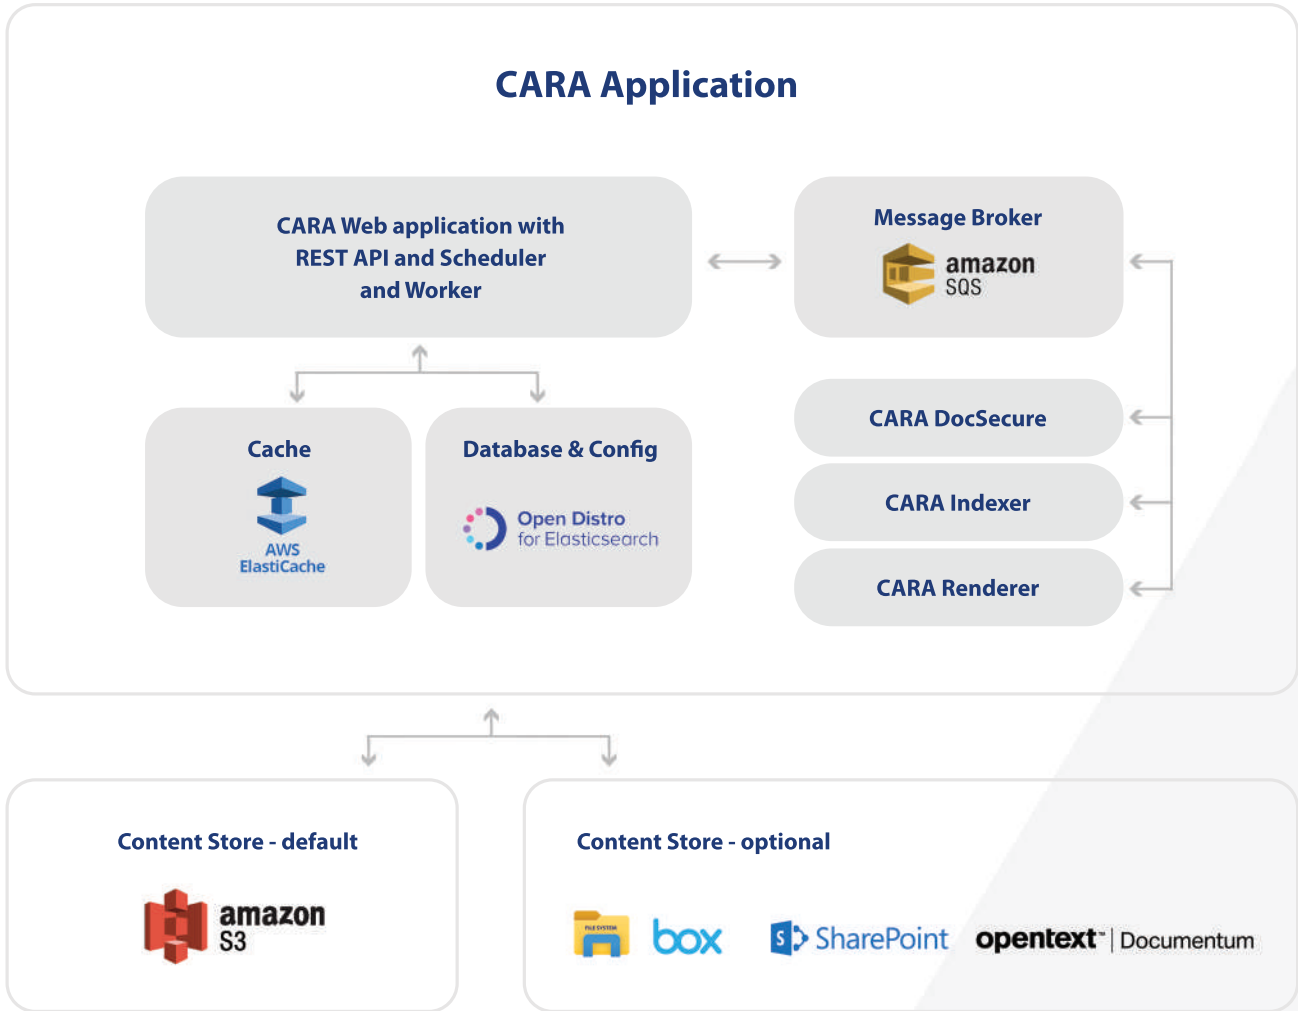 CARA Application
CARA Web application with
REST API and Scheduler
and Worker
Message Broker
amazon
SQS
Cache
AWS
ElastiCache
Database & Config
Open Distro
for Elasticsearch
CARA DocSecure
CARA Indexer
CARA Renderer
Content Store - default
amazon
S3
Content Store - optional
FILE SYSTEM
box
S SharePoint
opentext™ | Documentum